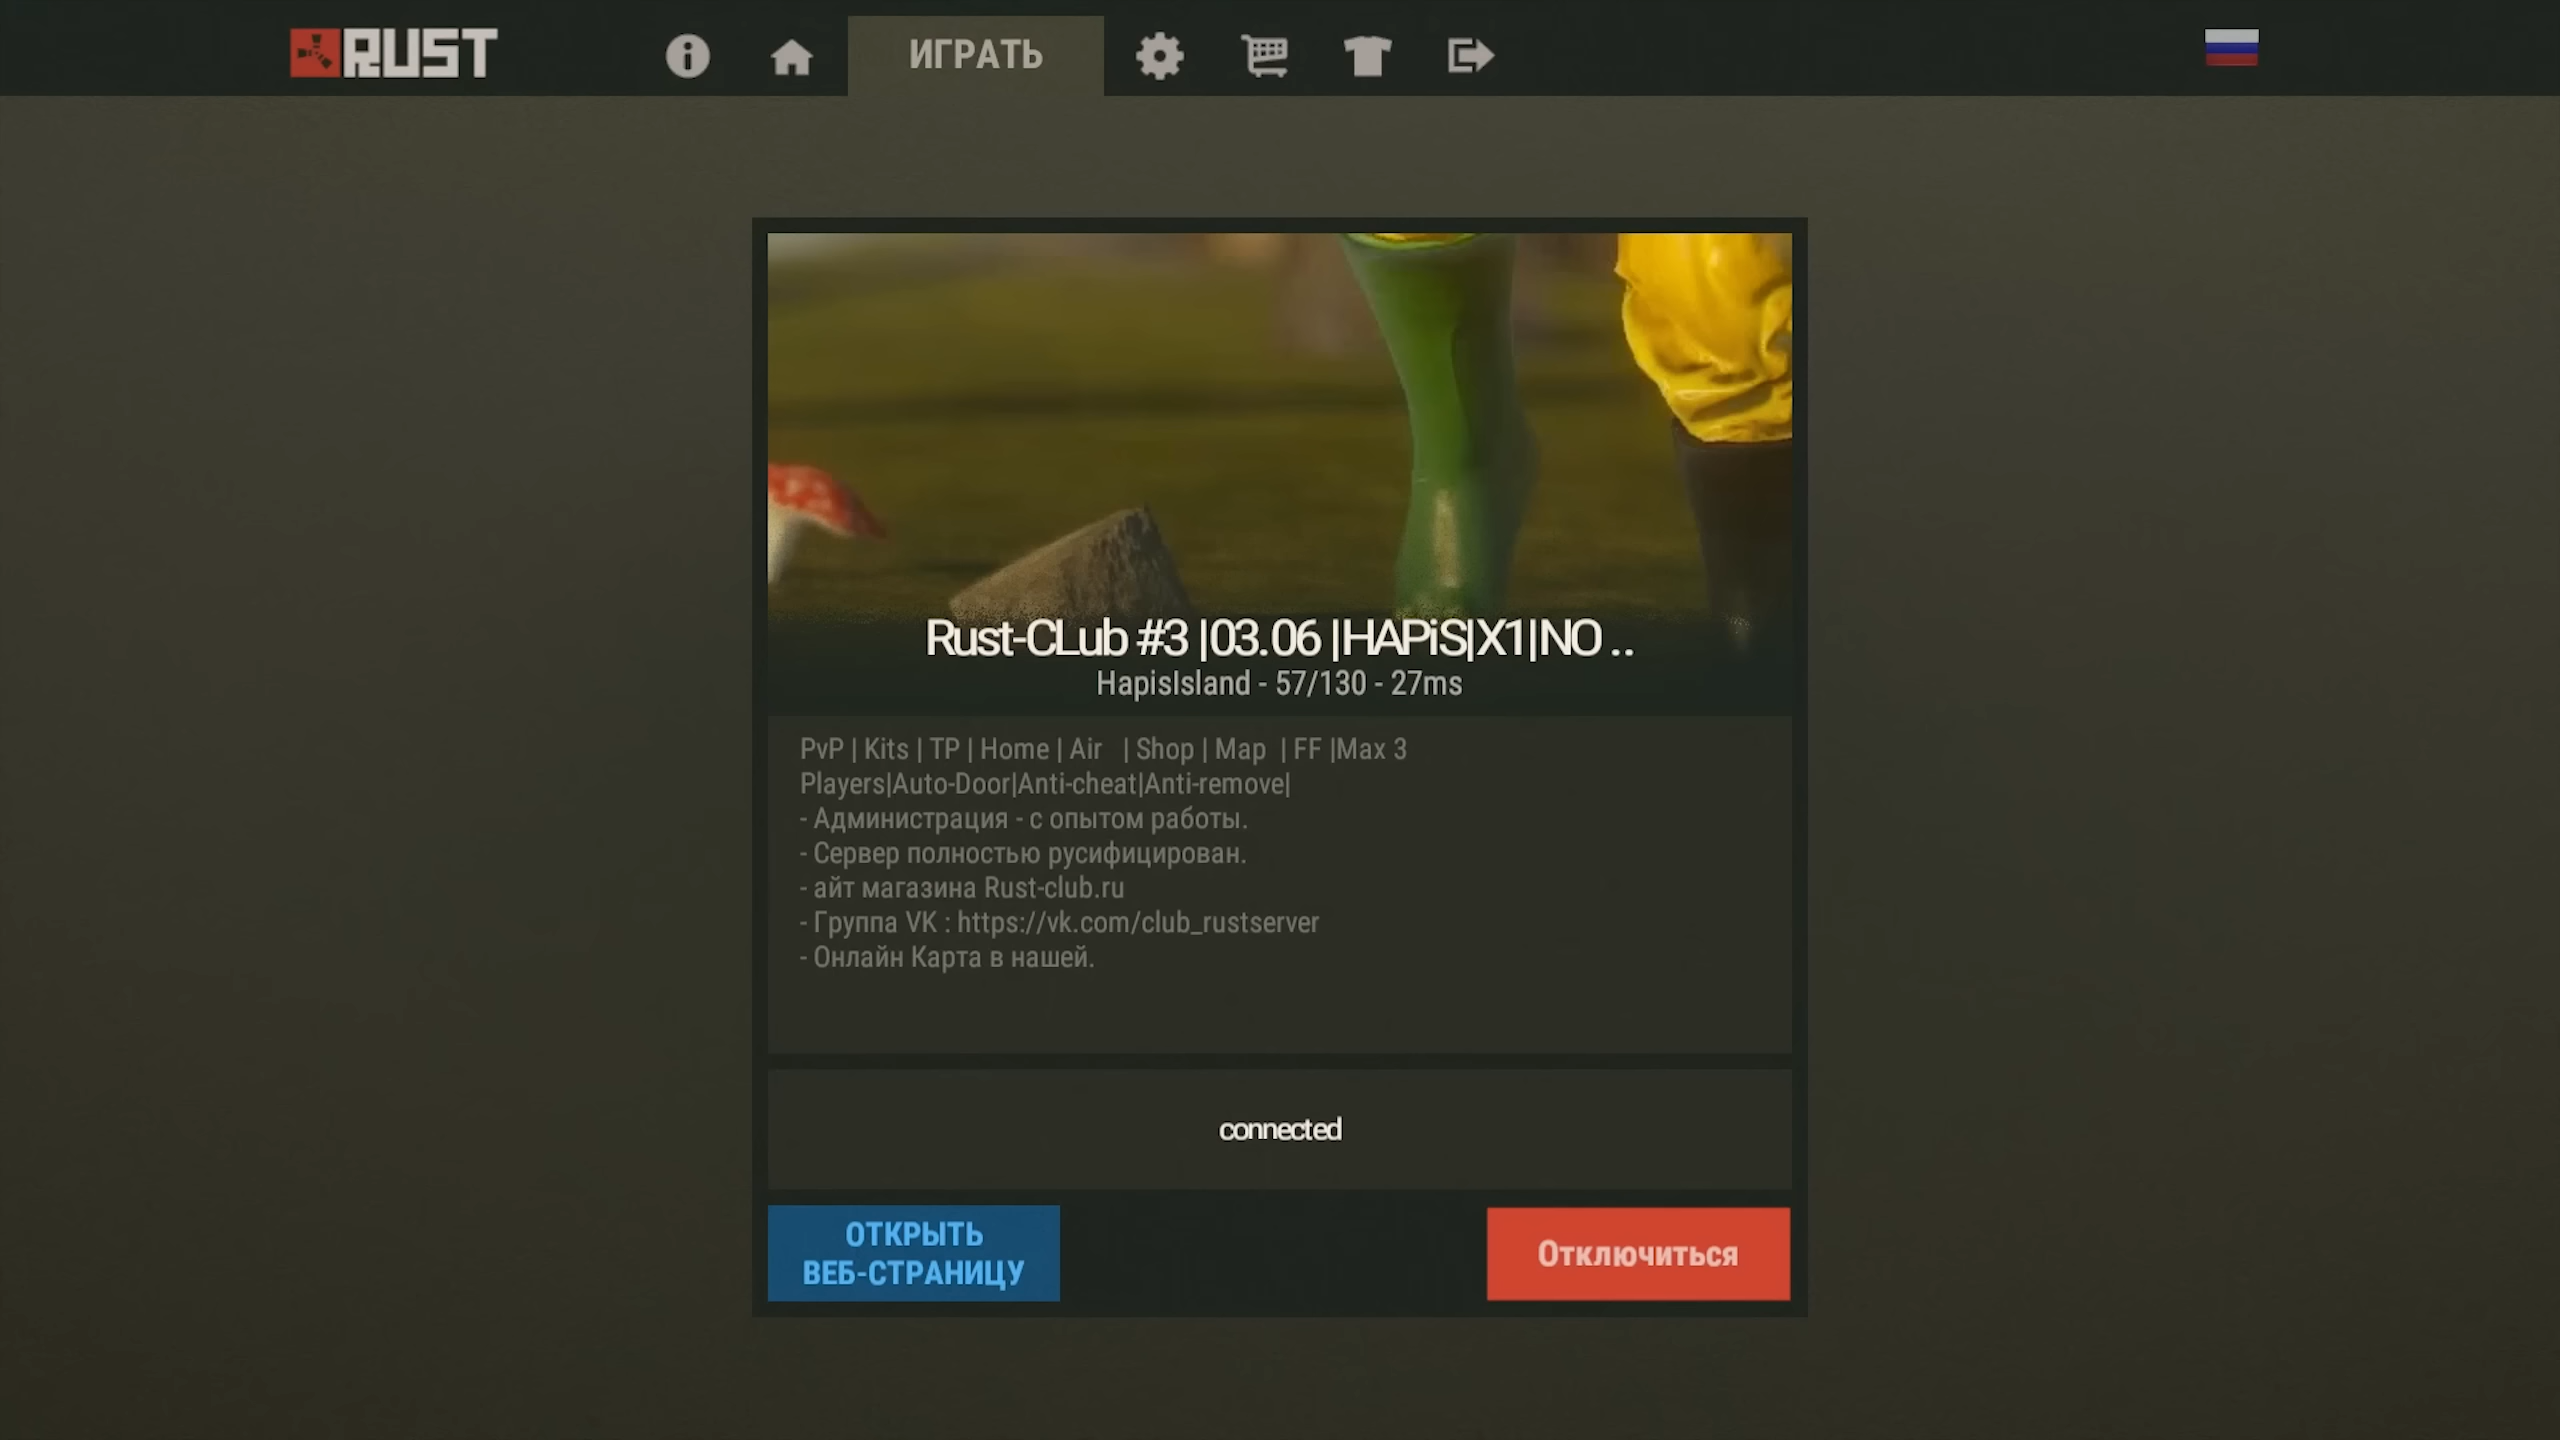 RUST
ИГРАТЬ
Rust-CLub #3 |03.06 |HAPiS|X1|NO ..
HapisIsland - 57/130 - 27ms
PvP | Kits | TP | Home | Air | Shop | Map | FF |Max 3
Players|Auto-Door|Anti-cheat|Anti-remove|
- Администрация - с опытом работы.
- Сервер полностью русифицирован.
- айт магазина Rust-club.ru
- Группа VK : https://vk.com/club_rustserver
- Онлайн Карта в нашей.
connected
ОТКРЫТЬ
ВЕБ-СТРАНИЦУ
Отключиться